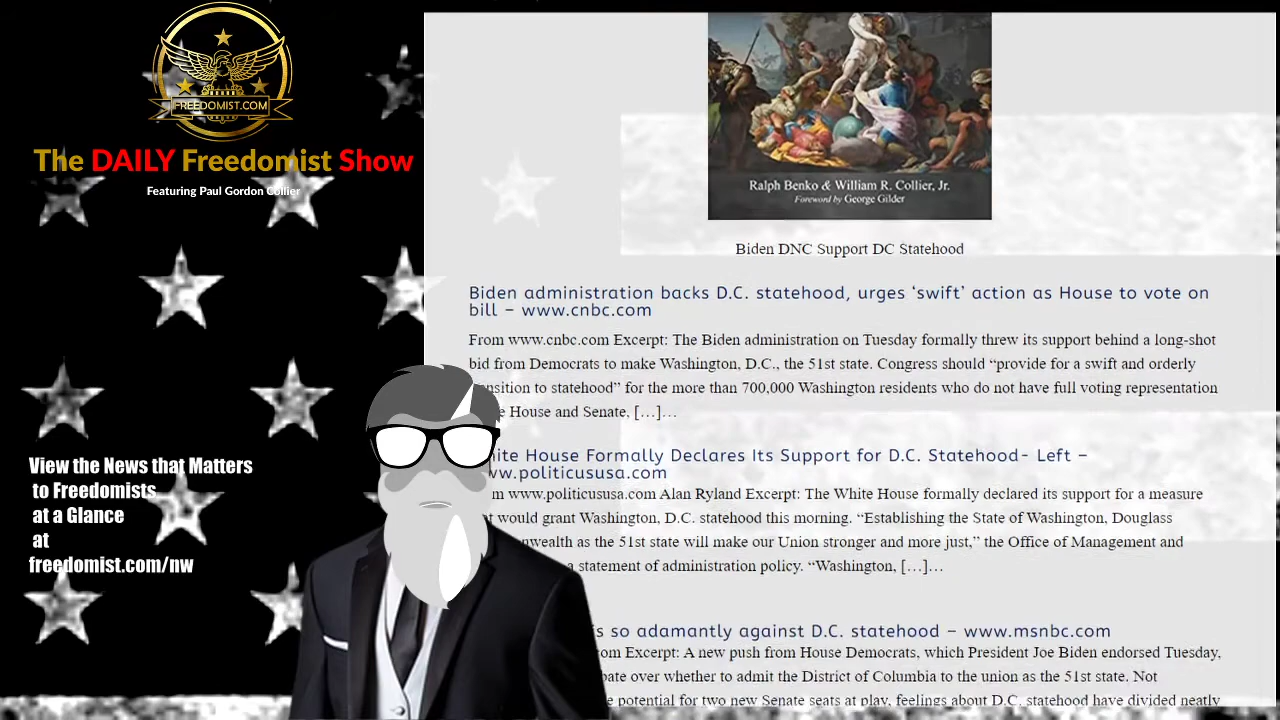 FREEDOMIST.COM
The DAILY Freedomist Show
Featuring Paul Gordon Collier
View the News that Matters
to Freedomists
at a Glance
at
freedomist.com/nw
Ralph Benko & William R. Collier, Jr.
Foreword by George Gilder
Biden DNC Support DC Statehood
Biden administration backs D.C. statehood, urges ‘swift’ action as House to vote on
bill – www.cnbc.com
From www.cnbc.com Excerpt: The Biden administration on Tuesday formally threw its support behind a long-shot
bid from Democrats to make Washington, D.C., the 51st state. Congress should “provide for a swift and orderly
nsition to statehood” for the more than 700,000 Washington residents who do not have full voting representation
e House and Senate, […]…
ite House Formally Declares Its Support for D.C. Statehood- Left –
ww.politicususa.com
m www.politicususa.com Alan Ryland Excerpt: The White House formally declared its support for a measure
t would grant Washington, D.C. statehood this morning. “Establishing the State of Washington, Douglass
nwealth as the 51st state will make our Union stronger and more just,” the Office of Management and
a statement of administration policy. “Washington, […]…
is so adamantly against D.C. statehood – www.msnbc.com
om Excerpt: A new push from House Democrats, which President Joe Biden endorsed Tuesday,
bate over whether to admit the District of Columbia to the union as the 51st state. Not
e potential for two new Senate seats at play, feelings about D.C. statehood have divided neatly